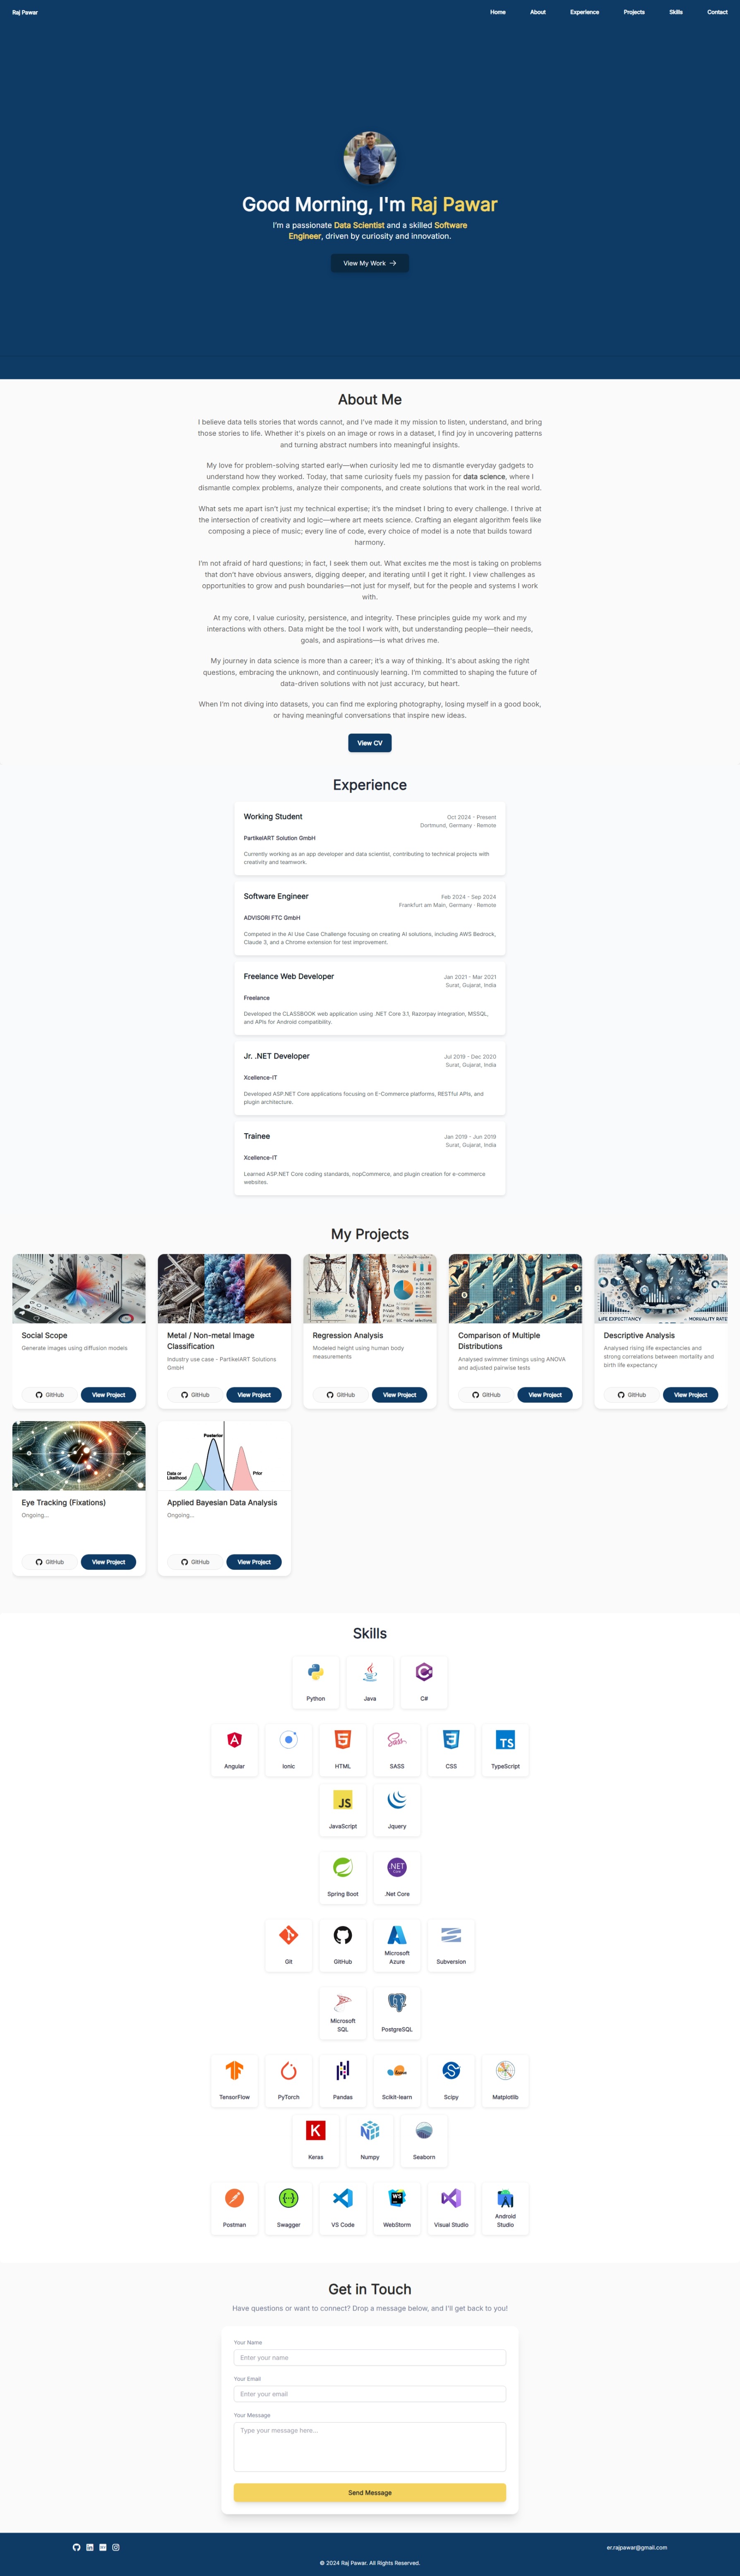 Raj Pawar
Home
About
Experience
Projects
Skills
Contact
Good Morning, I'm Raj Pawar
I'm a passionate Data Scientist and a skilled Software
Engineer, driven by curiosity and innovation.
View My Work
About Me
I believe data tells stories that words cannot, and I've made it my mission to listen, understand, and bring
those stories to life. Whether it's pixels on an image or rows in a dataset, I find joy in uncovering patterns
and turning abstract numbers into meaningful insights.
My love for problem-solving started early—when curiosity led me to dismantle everyday gadgets to
understand how they worked. Today, that same curiosity fuels my passion for data science, where I
dismantle complex problems, analyze their components, and create solutions that work in the real world.
What sets me apart isn't just my technical expertise; it's the mindset I bring to every challenge. I thrive at
the intersection of creativity and logic—where art meets science. Crafting an elegant algorithm feels like
composing a piece of music; every line of code, every choice of model is a note that builds toward
harmony.
I'm not afraid of hard questions; in fact, I seek them out. What excites me the most is taking on problems
that don't have obvious answers, digging deeper, and iterating until I get it right. I view challenges as
opportunities to grow and push boundaries—not just for myself, but for the people and systems I work
with.
At my core, I value curiosity, persistence, and integrity. These principles guide my work and my
interactions with others. Data might be the tool I work with, but understanding people—their needs,
goals, and aspirations—is what drives me.
My journey in data science is more than a career; it's a way of thinking. It's about asking the right
questions, embracing the unknown, and continuously learning. I'm committed to shaping the future of
data-driven solutions with not just accuracy, but heart.
When I'm not diving into datasets, you can find me exploring photography, losing myself in a good book,
or having meaningful conversations that inspire new ideas.
View CV
Experience
Working Student
Oct 2024 - Present
Dortmund, Germany · Remote
PartikelART Solution GmbH
Currently working as an app developer and data scientist, contributing to technical projects with
creativity and teamwork.
Software Engineer
Feb 2024 - Sep 2024
Frankfurt am Main, Germany · Remote
ADVISORI FTC GmbH
Competed in the AI Use Case Challenge focusing on creating AI solutions, including AWS Bedrock,
Claude 3, and a Chrome extension for test improvement.
Freelance Web Developer
Jan 2021 - Mar 2021
Surat, Gujarat, India
Freelance
Developed the CLASSBOOK web application using .NET Core 3.1, Razorpay integration, MSSQL,
and APIs for Android compatibility.
Jr. .NET Developer
Jul 2019 - Dec 2020
Surat, Gujarat, India
Xcellence-IT
Developed ASP.NET Core applications focusing on E-Commerce platforms, RESTful APIs, and
plugin architecture.
Trainee
Jan 2019 - Jun 2019
Surat, Gujarat, India
Xcellence-IT
Learned ASP.NET Core coding standards, nopCommerce, and plugin creation for e-commerce
websites.
My Projects
Social Scope
Generate images using diffusion models
GitHub
View Project
Metal / Non-metal Image
Classification
Industry use case - PartikelART Solutions
GmbH
GitHub
View Project
Regression Analysis
Modeled height using human body
measurements
GitHub
View Project
Comparison of Multiple
Distributions
Analysed swimmer timings using ANOVA
and adjusted pairwise tests
GitHub
View Project
LIFE EXPECTANCY
MORVALITY RATE
Descriptive Analysis
Analysed rising life expectancies and
strong correlations between mortality and
birth life expectancy
GitHub
View Project
Eye Tracking (Fixations)
Ongoing...
GitHub
View Project
Posterior
Data or
Likelihood
Prior
Applied Bayesian Data Analysis
Ongoing...
GitHub
View Project
Skills
Python
Java
C#
Angular
Ionic
HTML
SASS
CSS
TypeScript
JavaScript
Jquery
Spring Boot
.Net Core
Git
GitHub
Microsoft
Azure
Subversion
Microsoft
SQL
PostgreSQL
TensorFlow
PyTorch
Pandas
Scikit-learn
Scipy
Matplotlib
Keras
Numpy
Seaborn
Postman
Swagger
VS Code
WebStorm
Visual Studio
Android
Studio
Get in Touch
Have questions or want to connect? Drop a message below, and I'll get back to you!
Your Name
Enter your name
Your Email
Enter your email
Your Message
Type your message here...
Send Message
er.rajpawar@gmail.com
© 2024 Raj Pawar. All Rights Reserved.